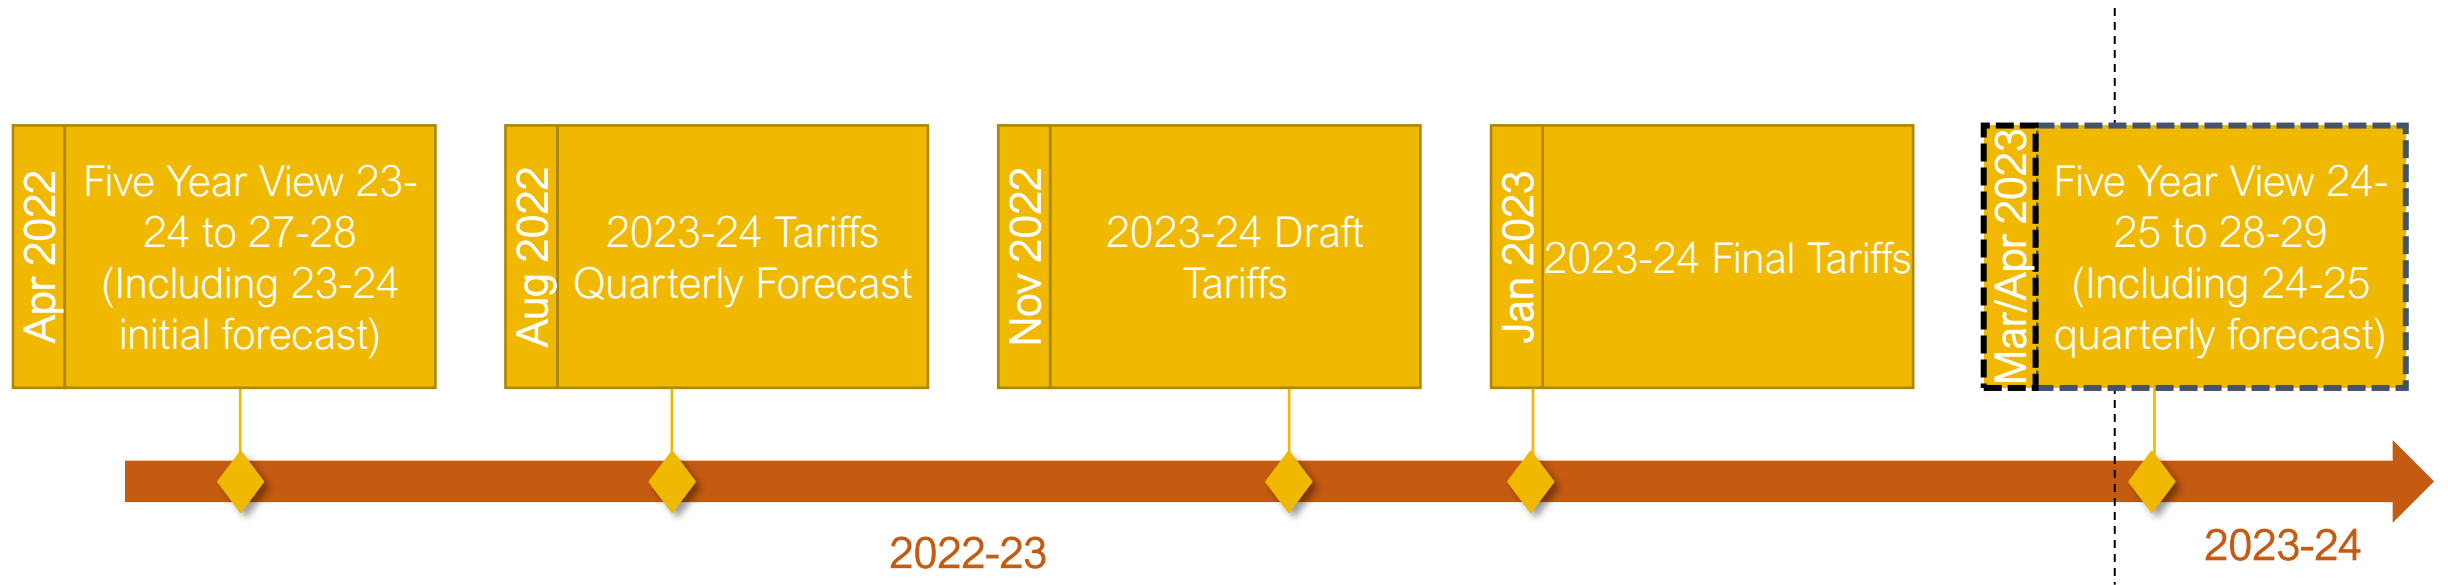 Apr 2022
Five Year View 23-
24 to 27-28
(Including 23-24
initial forecast)
Aug 2022
2023-24 Tariffs
Quarterly Forecast
Nov 2022
2023-24 Draft
Tariffs
Jan 2023
2023-24 Final Tariffs
Mar/Apr 2023
Five Year View 24-
25 to 28-29
(Including 24-25
quarterly forecast)
2022-23
2023-24